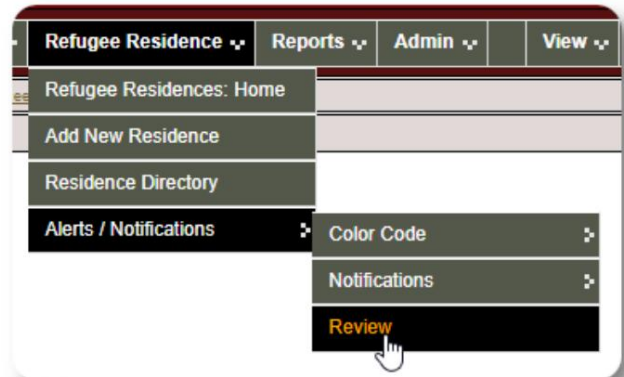 Refugee Residence Reports Admin View
Refugee Residences: Home
Add New Residence
Residence Directory
Alerts / Notifications
Color Code
Notifications
Review